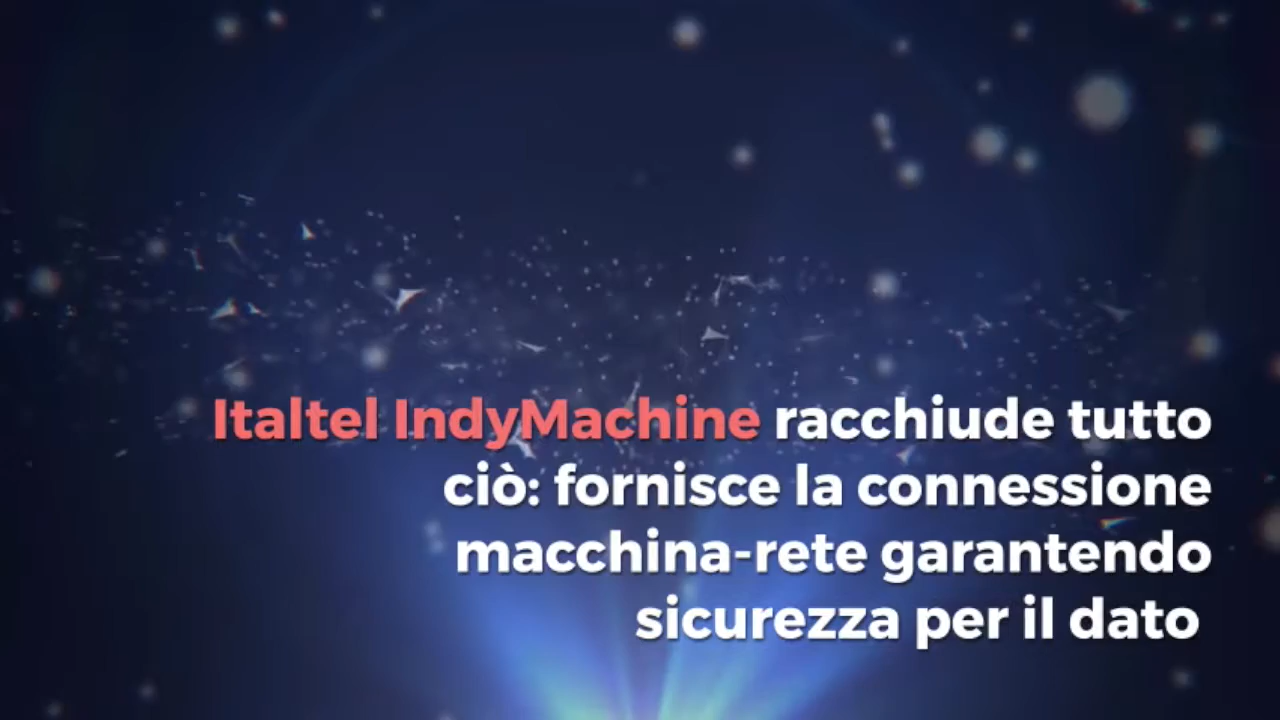 Italtel IndyMachine racchiude tutto
ciò: fornisce la connessione
macchina-rete garantendo
sicurezza per il dato